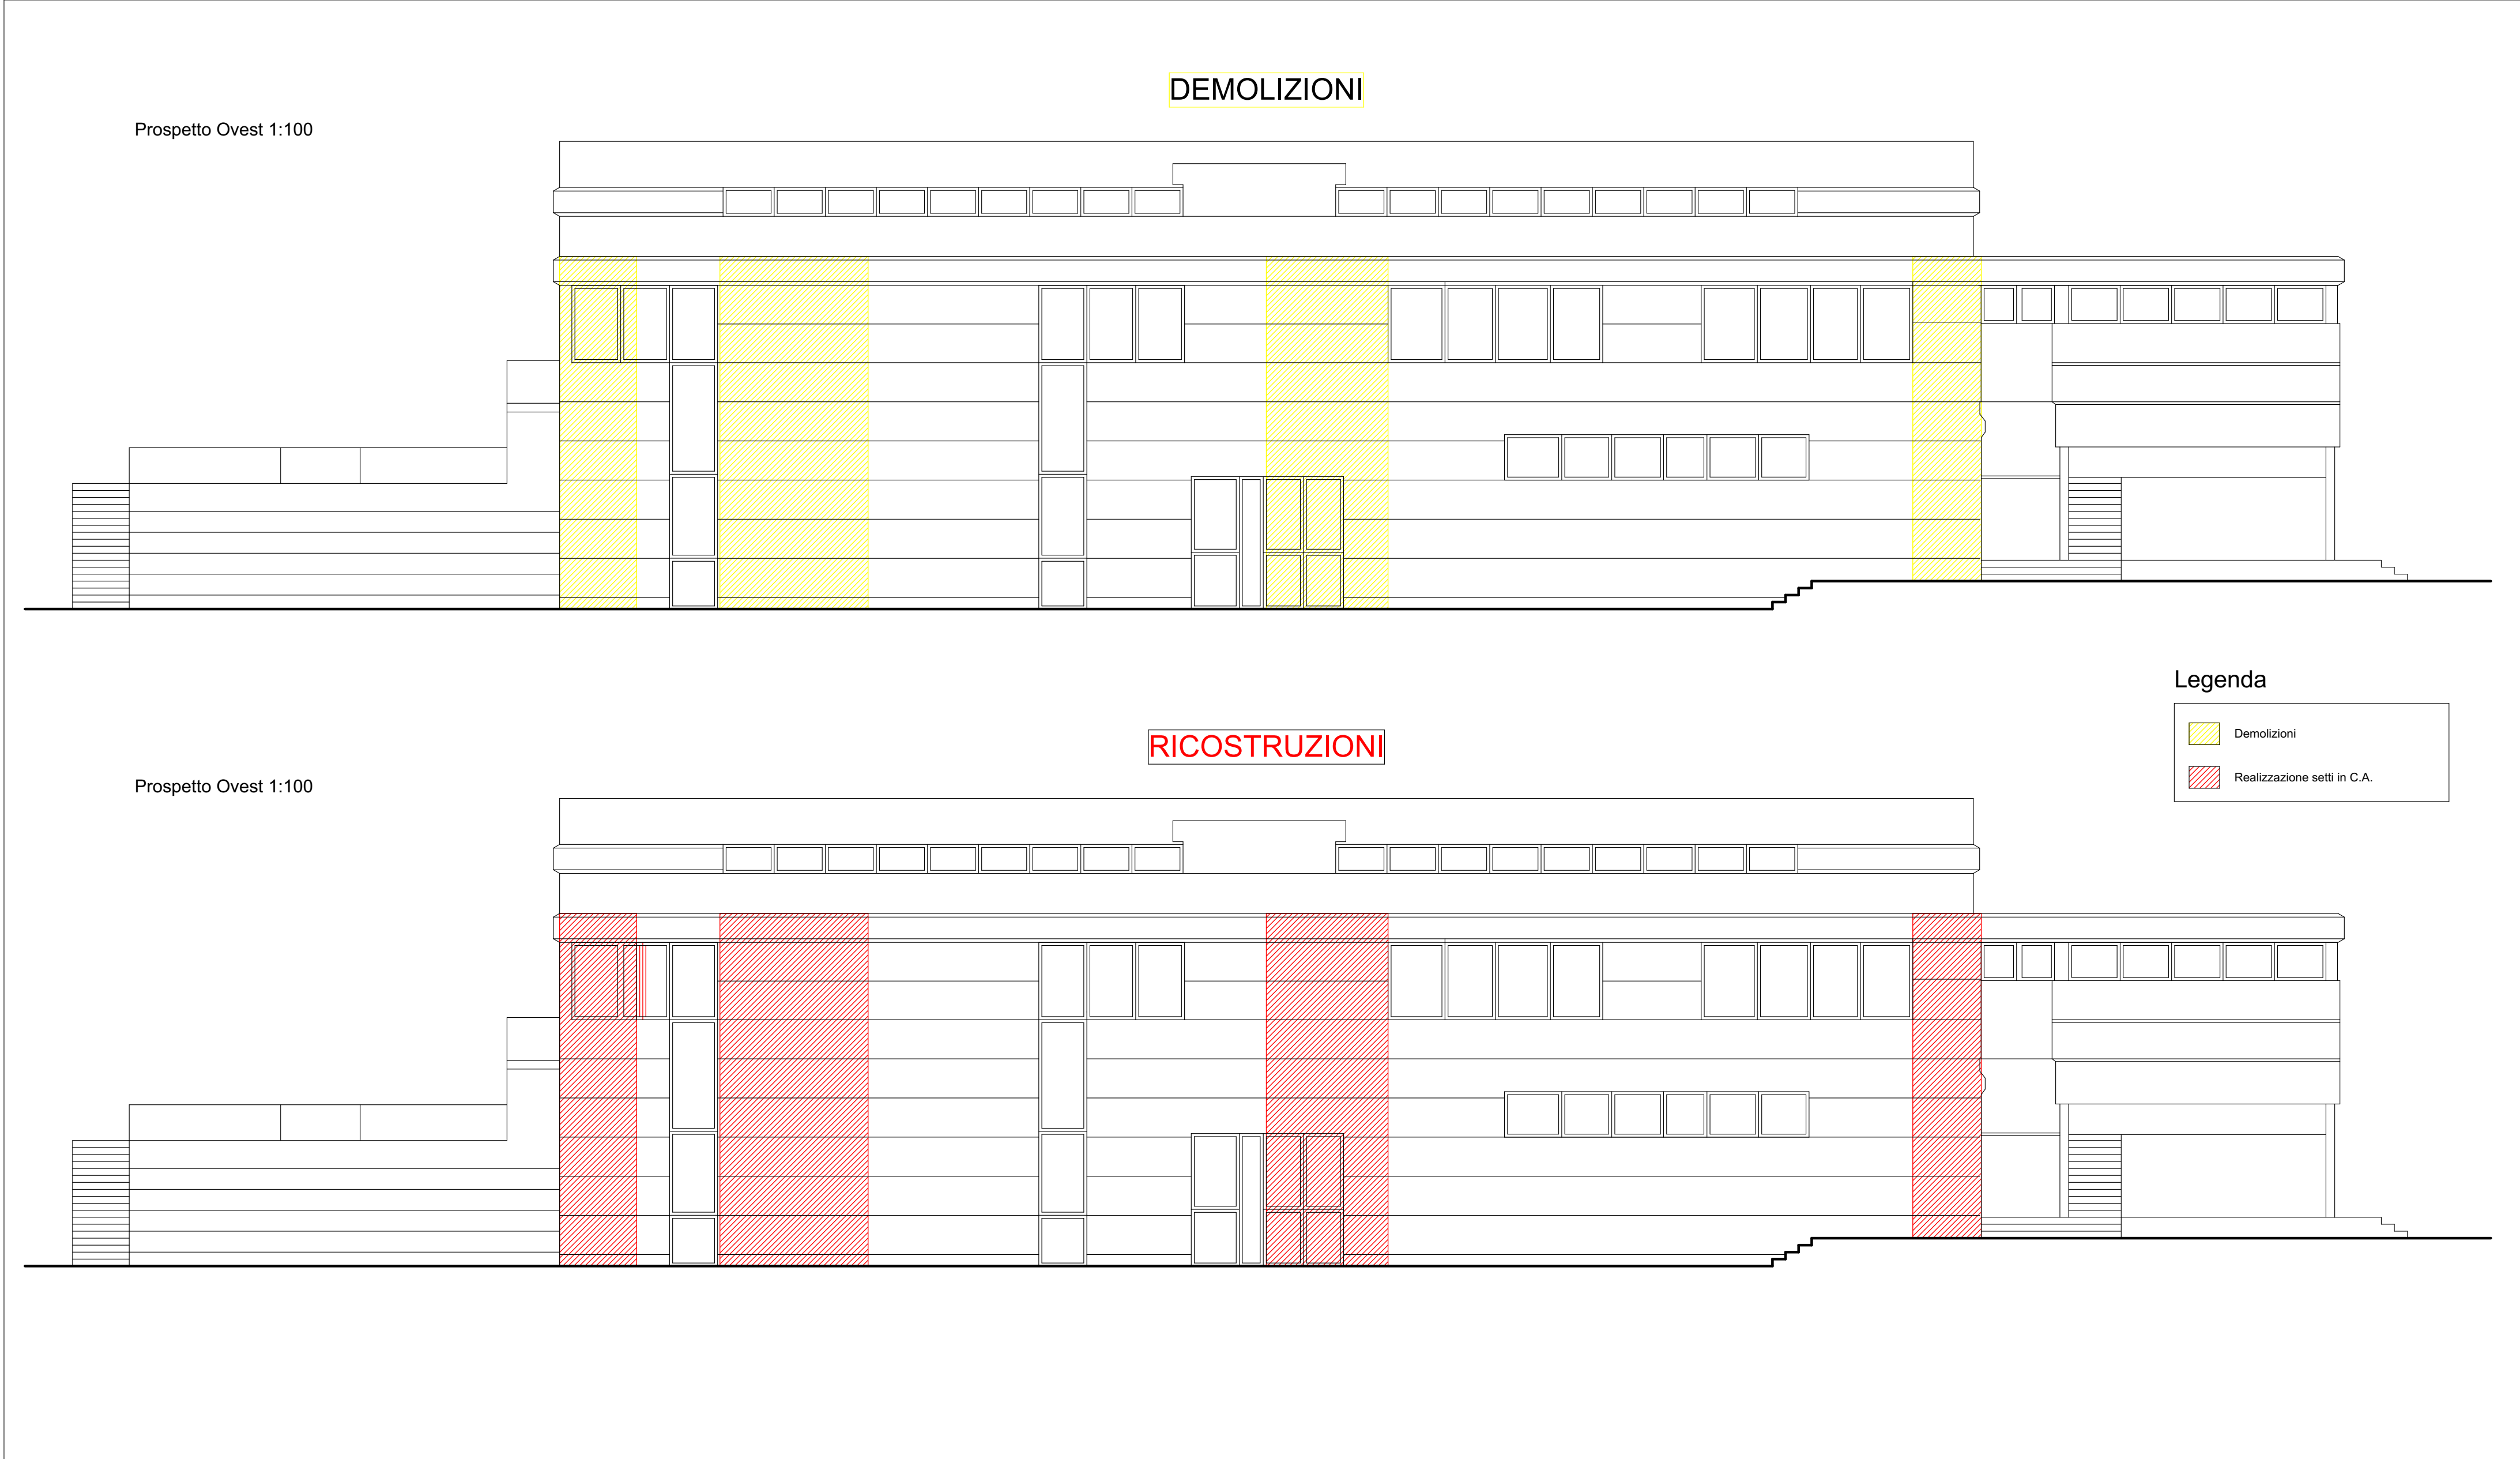 DEMOLIZIONI
Prospetto Ovest 1:100
Legenda
Demolizioni
Realizzazione setti in C.A.
RICOSTRUZIONI
Prospetto Ovest 1:100